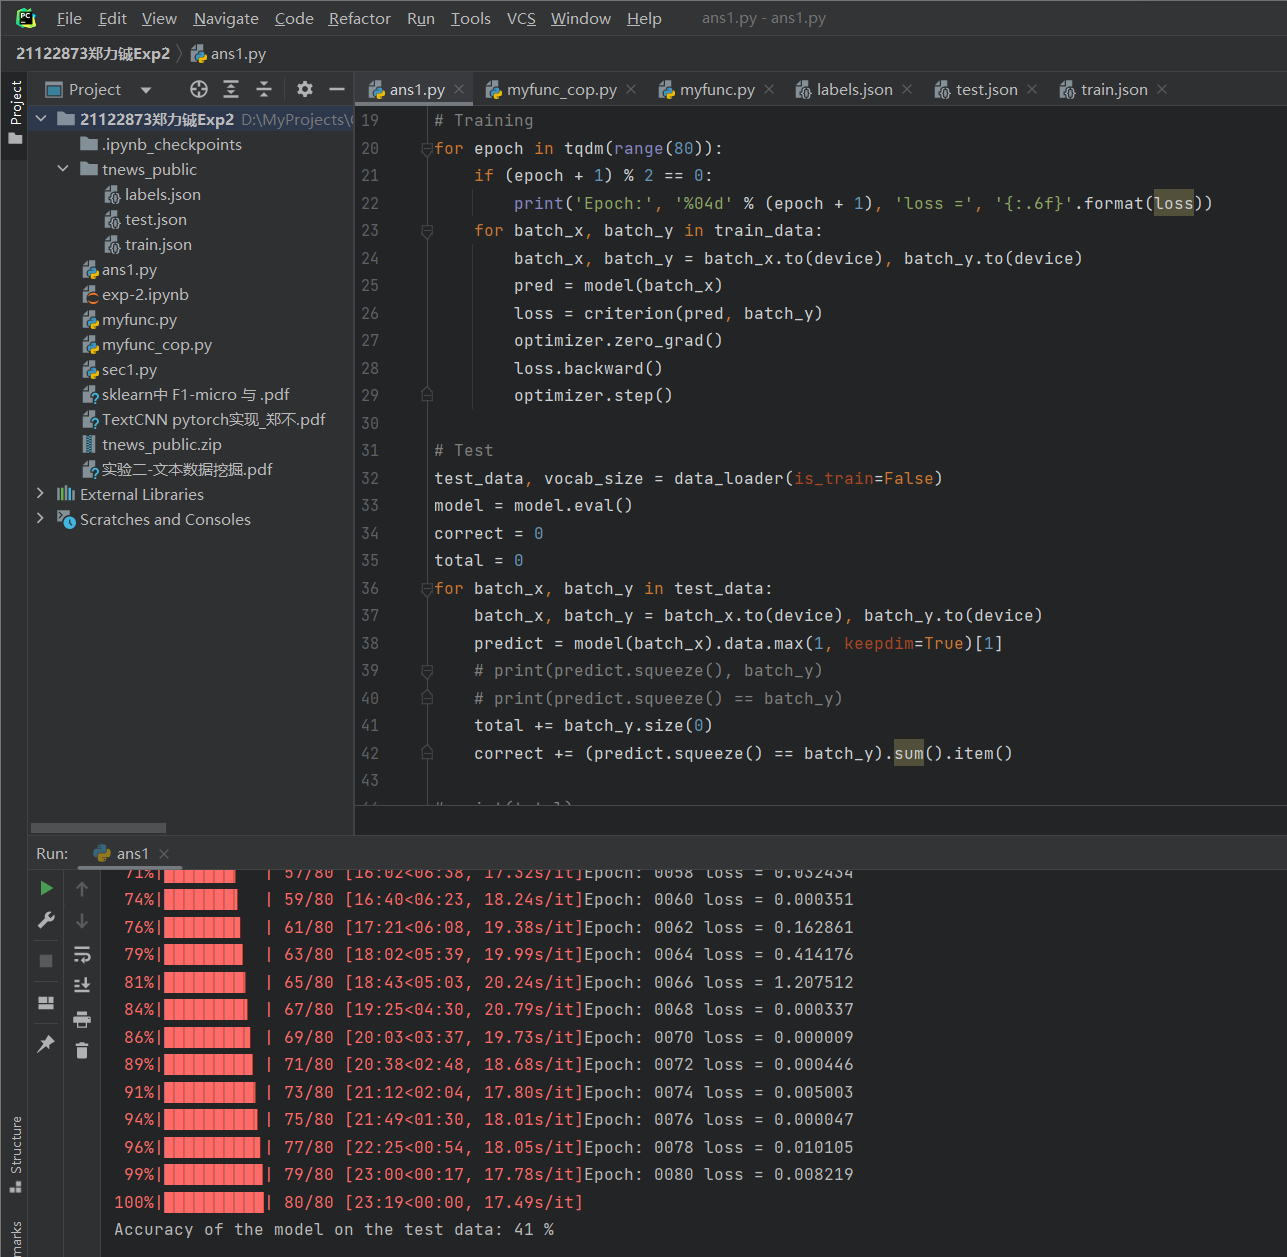 File Edit View Navigate Code Refactor Run Tools VCS Window Help ans1.py - ans1.py
21122873郑力铖Exp2 ans1.py
Project
Project
ans1.py myfunc_cop.py myfunc.py labels.json test.json train.json
21122873郑力铖Exp2 D:\MyProjects\
.ipynb_checkpoints
tnews_public
labels.json
test.json
train.json
ans1.py
exp-2.ipynb
myfunc.py
myfunc_cop.py
sec1.py
sklearn中 F1-micro 与 .pdf
TextCNN pytorch实现_郑不.pdf
tnews_public.zip
实验二-文本数据挖掘.pdf
External Libraries
Scratches and Consoles
19 # Training
20 for epoch in tqdm(range(80)):
21 if (epoch + 1) % 2 == 0:
22 print('Epoch:', '%04d' % (epoch + 1), 'loss =', '{:.6f}'.format(loss))
23 for batch_x, batch_y in train_data:
24 batch_x, batch_y = batch_x.to(device), batch_y.to(device)
25 pred = model(batch_x)
26 loss = criterion(pred, batch_y)
27 optimizer.zero_grad()
28 loss.backward()
29 optimizer.step()
30
31 # Test
32 test_data, vocab_size = data_loader(is_train=False)
33 model = model.eval()
34 correct = 0
35 total = 0
36 for batch_x, batch_y in test_data:
37 batch_x, batch_y = batch_x.to(device), batch_y.to(device)
38 predict = model(batch_x).data.max(1, keepdim=True)[1]
39 # print(predict.squeeze(), batch_y)
40 # print(predict.squeeze() == batch_y)
41 total += batch_y.size(0)
42 correct += (predict.squeeze() == batch_y).sum().item()
43
Run: ans1
71%| | 57/80 [16:02<06:38, 17.32s/it]Epoch: 0058 loss = 0.032434
74%| | 59/80 [16:40<06:23, 18.24s/it]Epoch: 0060 loss = 0.000351
76%| | 61/80 [17:21<06:08, 19.38s/it]Epoch: 0062 loss = 0.162861
79%| | 63/80 [18:02<05:39, 19.99s/it]Epoch: 0064 loss = 0.414176
81%| | 65/80 [18:43<05:03, 20.24s/it]Epoch: 0066 loss = 1.207512
84%| | 67/80 [19:25<04:30, 20.79s/it]Epoch: 0068 loss = 0.000337
86%| | 69/80 [20:03<03:37, 19.73s/it]Epoch: 0070 loss = 0.000009
89%| | 71/80 [20:38<02:48, 18.68s/it]Epoch: 0072 loss = 0.000446
91%| | 73/80 [21:12<02:04, 17.80s/it]Epoch: 0074 loss = 0.005003
94%| | 75/80 [21:49<01:30, 18.01s/it]Epoch: 0076 loss = 0.000047
96%| | 77/80 [22:25<00:54, 18.05s/it]Epoch: 0078 loss = 0.010105
99%| | 79/80 [23:00<00:17, 17.78s/it]Epoch: 0080 loss = 0.008219
100%| | 80/80 [23:19<00:00, 17.49s/it]
Accuracy of the model on the test data: 41 %
Structure
marks